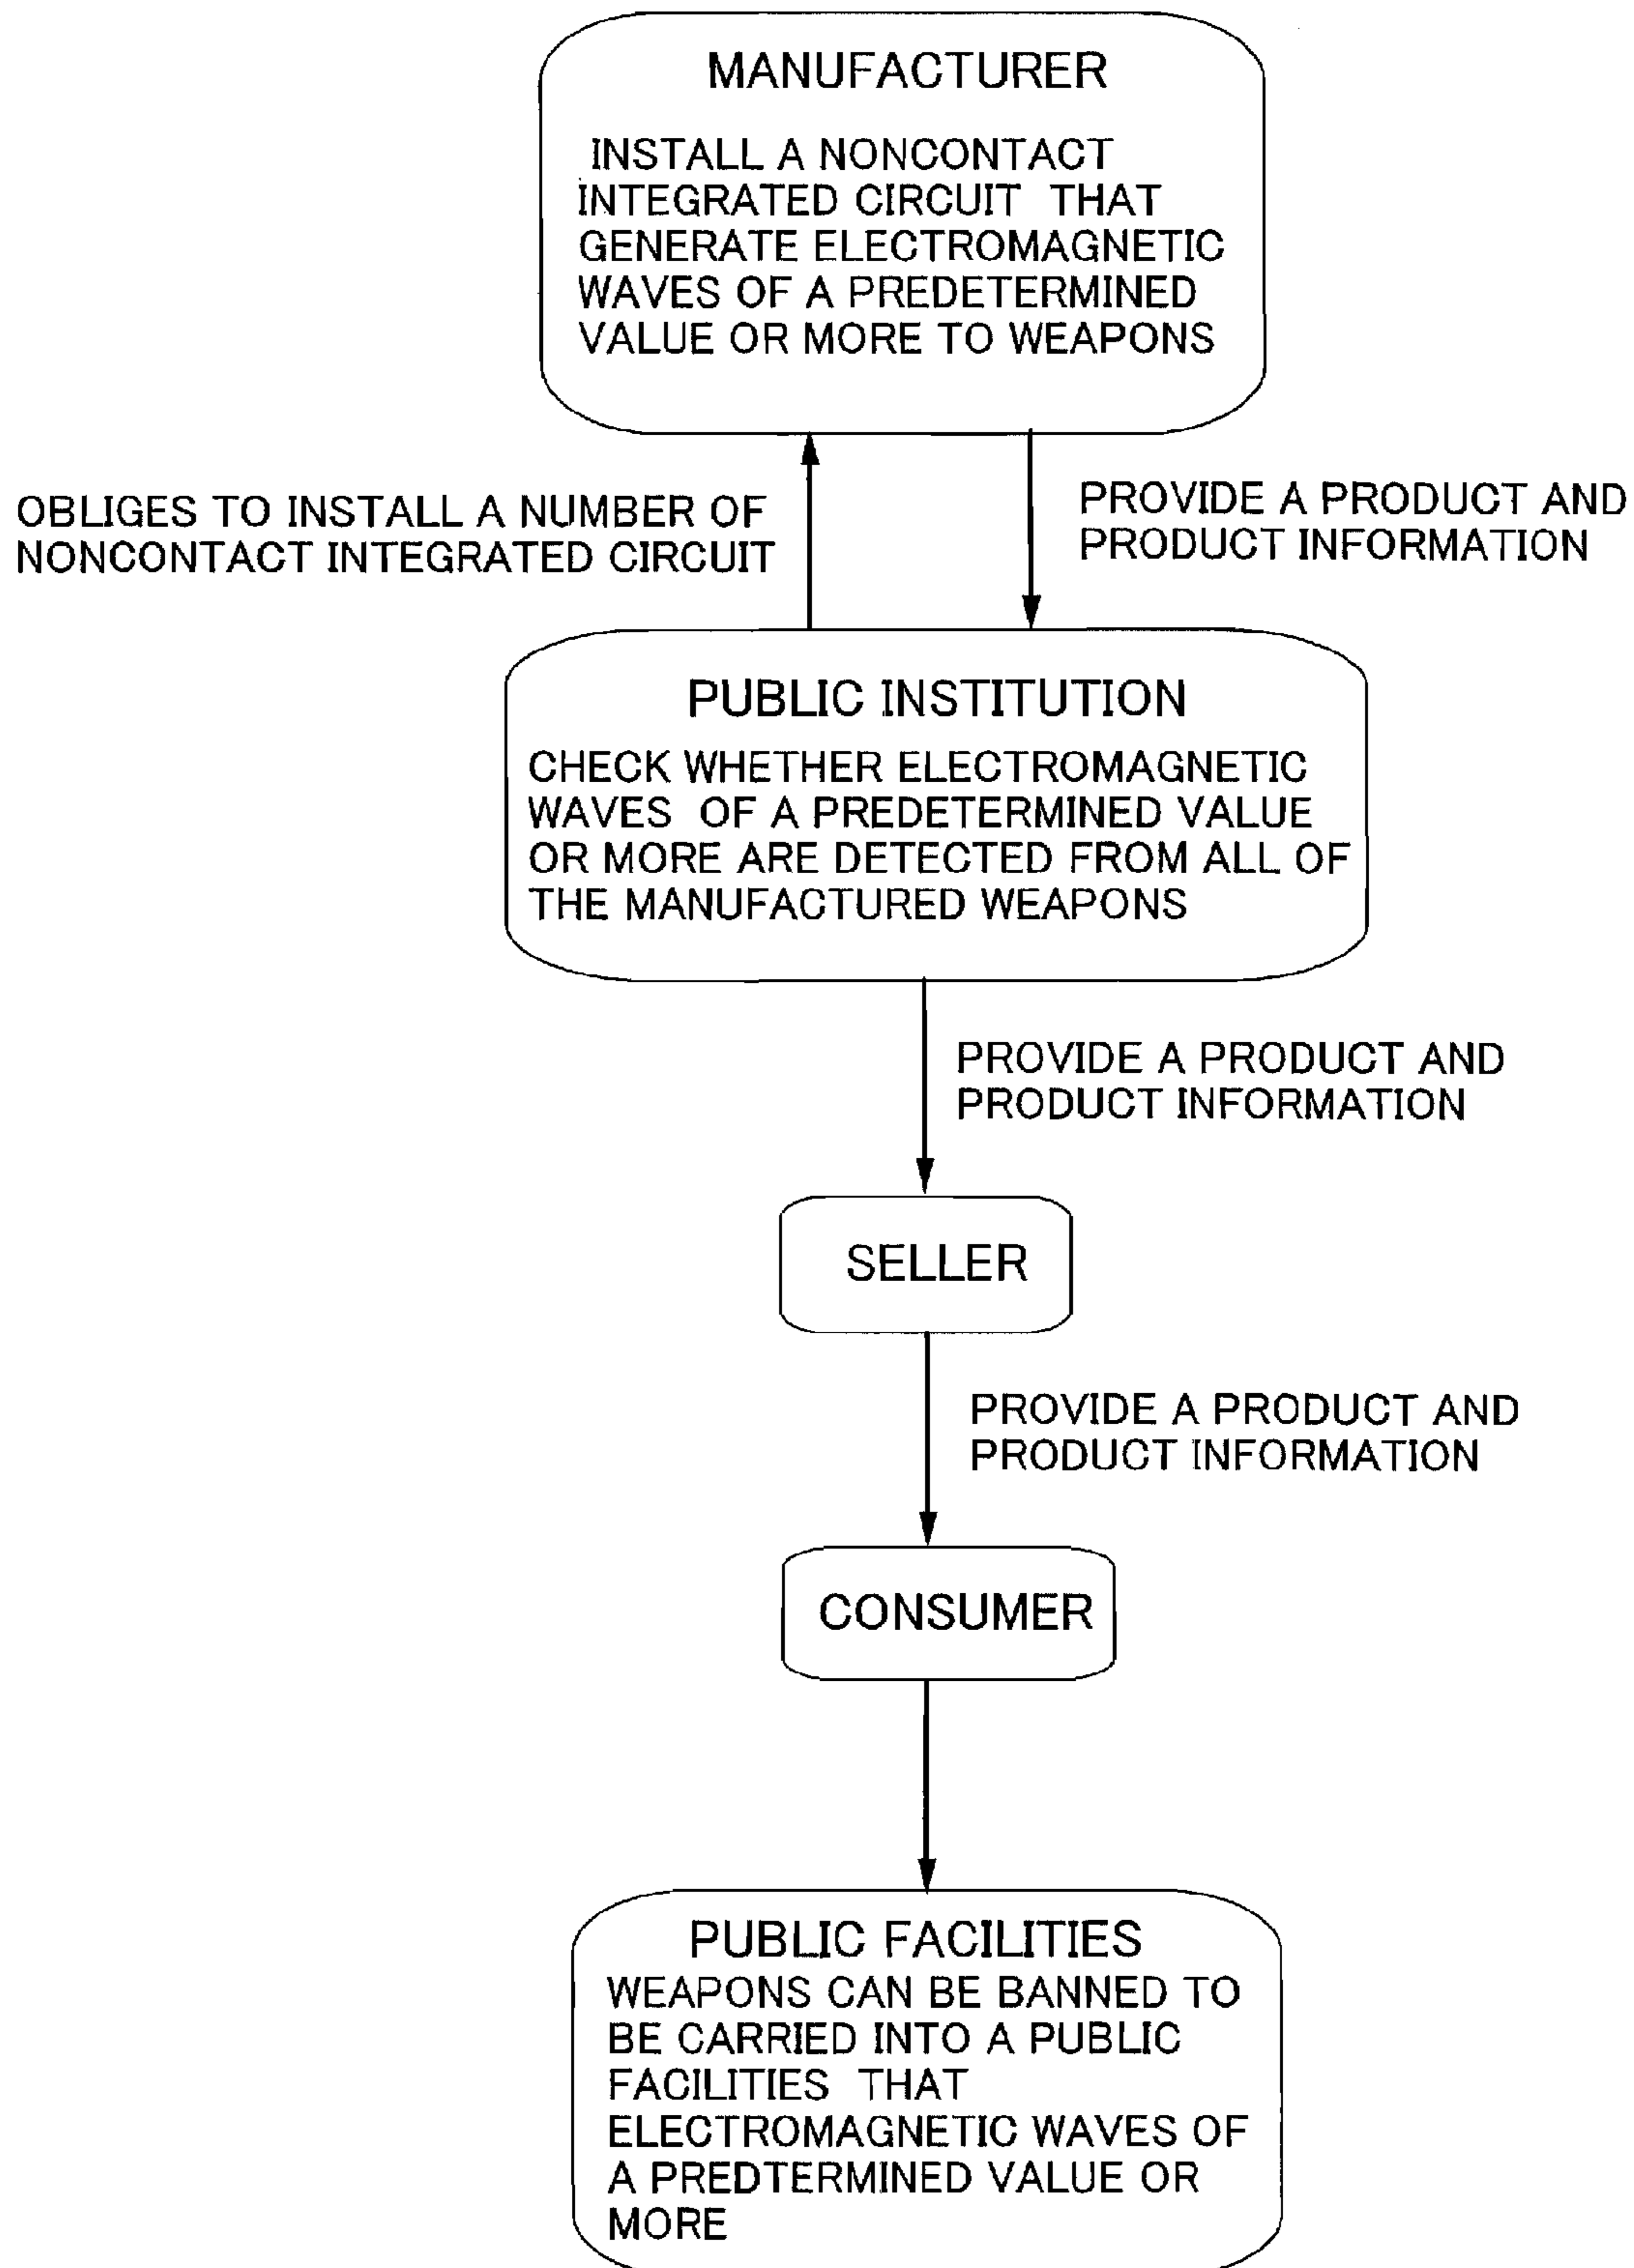 MANUFACTURER
INSTALL A NONCONTACT
INTEGRATED CIRCUIT THAT
GENERATE ELECTROMAGNETIC
WAVES OF A PREDETERMINED
VALUE OR MORE TO WEAPONS
OBLIGES TO INSTALL A NUMBER OF
NONCONTACT INTEGRATED CIRCUIT
PROVIDE A PRODUCT AND
PRODUCT INFORMATION
PUBLIC INSTITUTION
CHECK WHETHER ELECTROMAGNETIC
WAVES OF A PREDETERMINED VALUE
OR MORE ARE DETECTED FROM ALL OF
THE MANUFACTURED WEAPONS
PROVIDE A PRODUCT AND
PRODUCT INFORMATION
SELLER
PROVIDE A PRODUCT AND
PRODUCT INFORMATION
CONSUMER
PUBLIC FACILITIES
WEAPONS CAN BE BANNED TO
BE CARRIED INTO A PUBLIC
FACILITIES THAT
ELECTROMAGNETIC WAVES OF
A PREDTERMINED VALUE OR
MORE